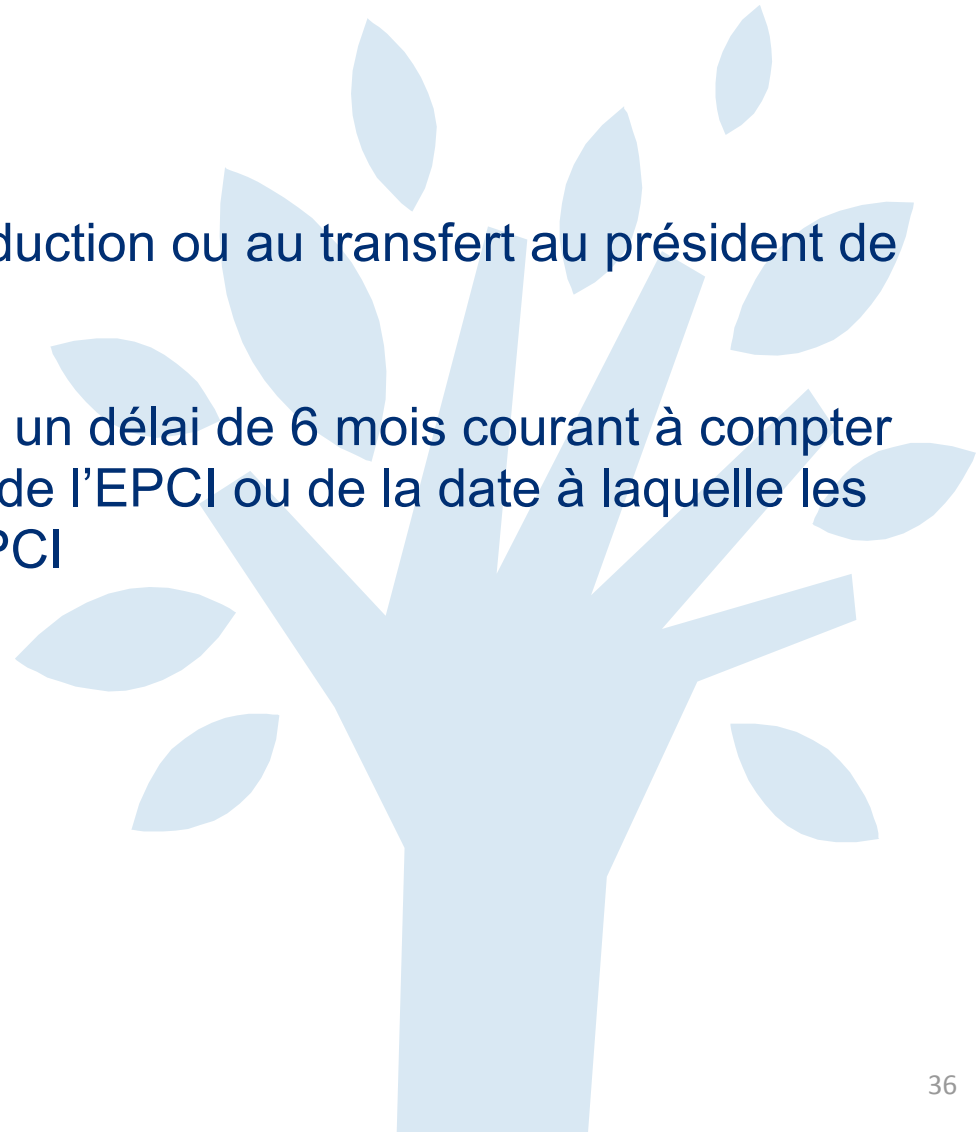 duction ou au transfert au président de
un délai de 6 mois courant à compter
de l’EPCI ou de la date à laquelle les
PCI
36